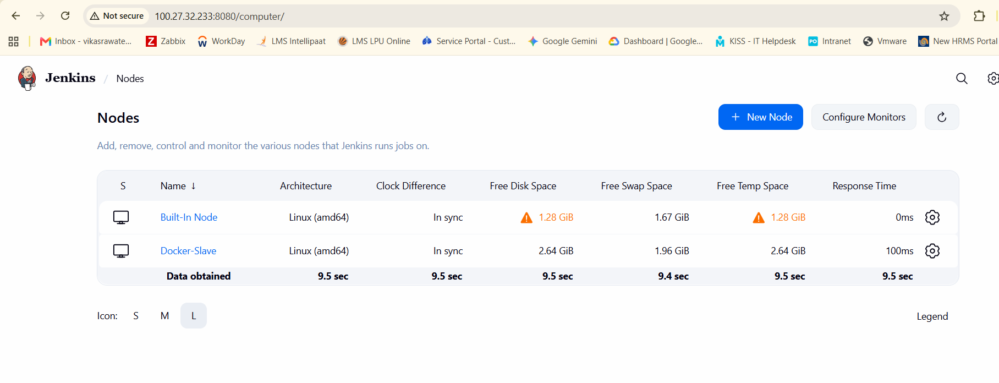 Not secure 100.27.32.233:8080/computer/
Inbox - vikasrawate... Zabbix WorkDay LMS Intellipaat LMS LPU Online Service Portal - Cust... Google Gemini Dashboard | Google... KISS - IT Helpdesk PO Intranet Vmware New HRMS Portal
Jenkins / Nodes
Nodes
+ New Node Configure Monitors
Add, remove, control and monitor the various nodes that Jenkins runs jobs on.
S Name ↓ Architecture Clock Difference Free Disk Space Free Swap Space Free Temp Space Response Time
Built-In Node Linux (amd64) In sync 1.28 GiB 1.67 GiB 1.28 GiB 0ms
Docker-Slave Linux (amd64) In sync 2.64 GiB 1.96 GiB 2.64 GiB 100ms
Data obtained 9.5 sec 9.5 sec 9.5 sec 9.4 sec 9.5 sec 9.5 sec
Icon: S M L Legend